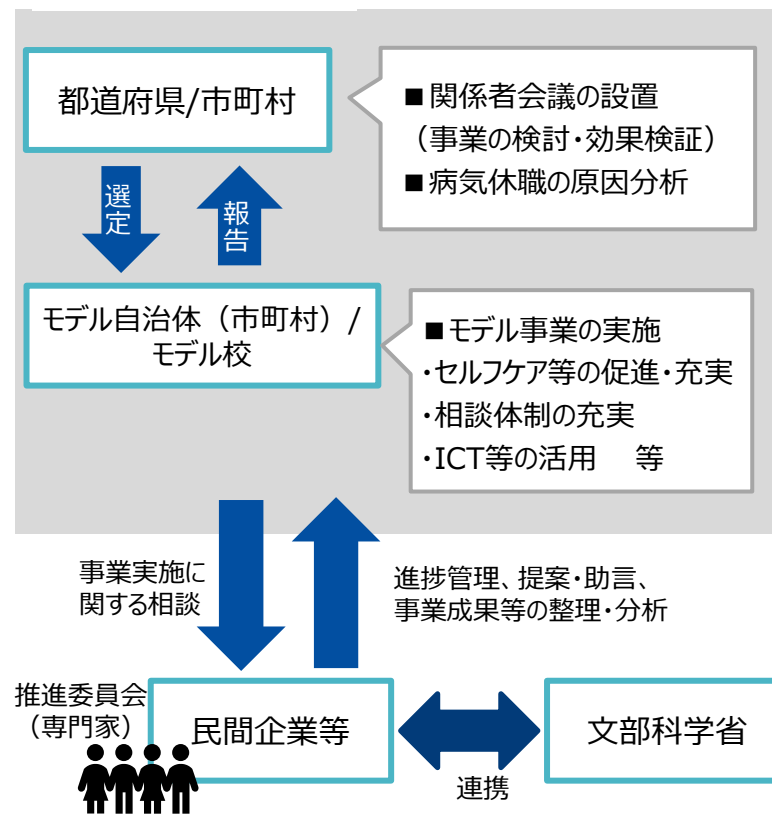 都道府県/市町村
■関係者会議の設置
（事業の検討・効果検証）
■病気休職の原因分析
選定
報告
モデル自治体（市町村）/
モデル校
■モデル事業の実施
・セルフケア等の促進・充実
・相談体制の充実
・ICT等の活用　等
事業実施に
関する相談
進捗管理、提案・助言、
事業成果等の整理・分析
推進委員会
（専門家）
民間企業等
連携
文部科学省